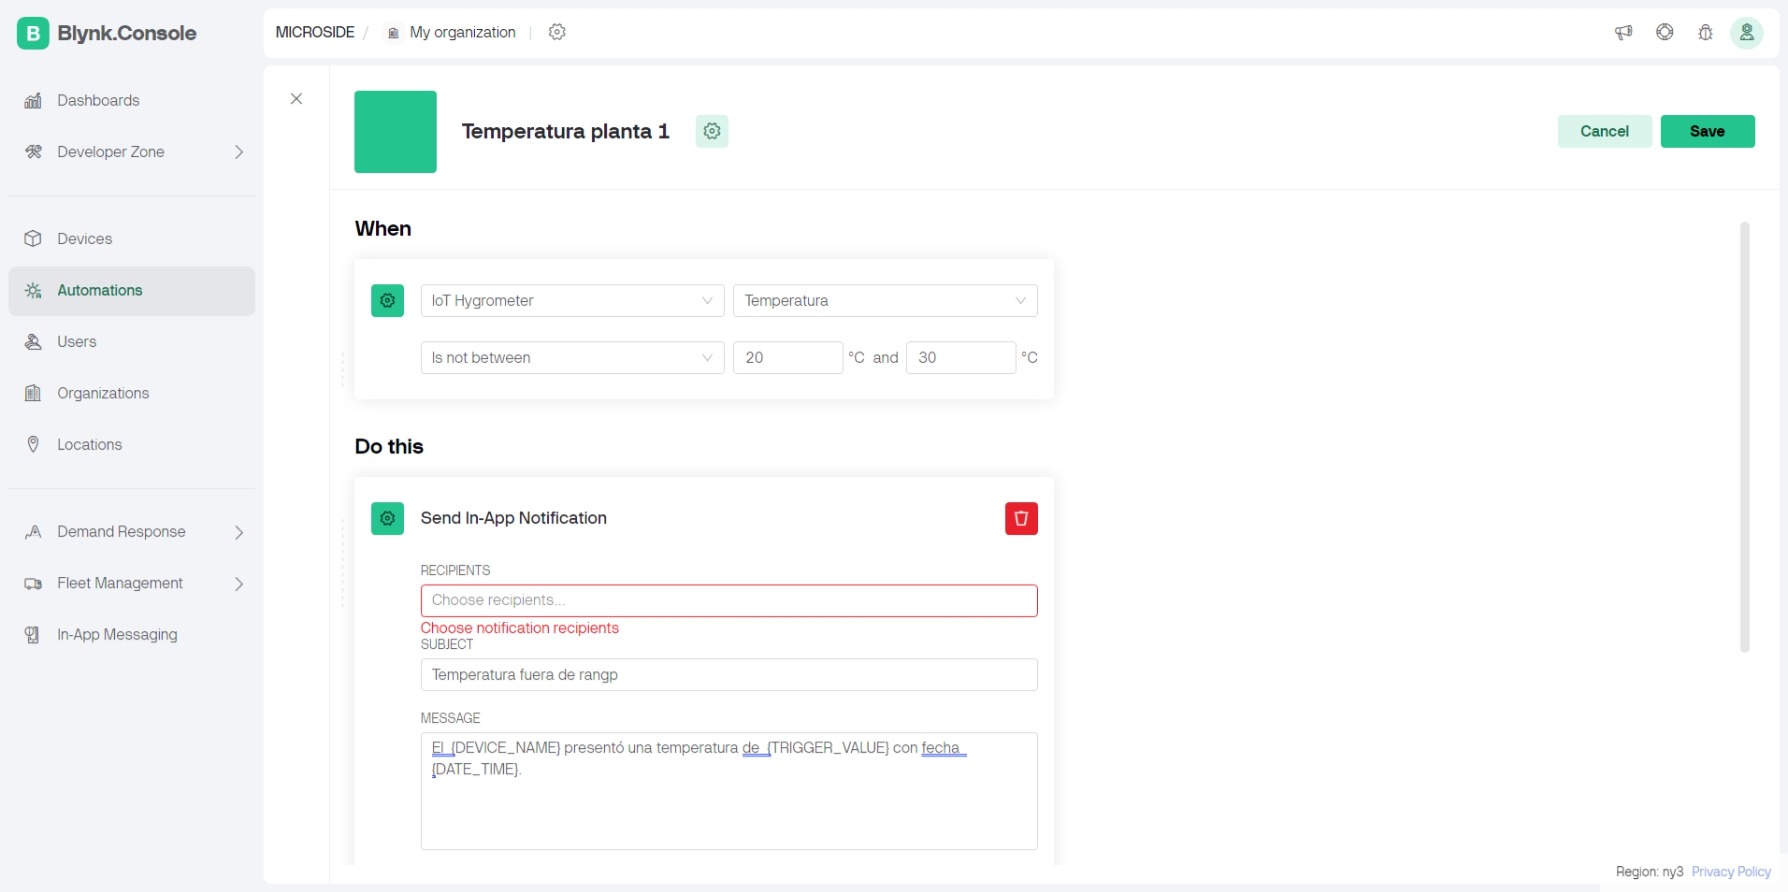 B Blynk.Console
MICROSIDE / My organization
Dashboards
Developer Zone
Devices
Automations
Users
Organizations
Locations
Demand Response
Fleet Management
In-App Messaging
Temperatura planta 1
Cancel
Save
When
IoT Hygrometer
Temperatura
Is not between
20 °C and 30 °C
Do this
Send In-App Notification
RECIPIENTS
Choose recipients...
Choose notification recipients
SUBJECT
Temperatura fuera de rangp
MESSAGE
El {DEVICE_NAME} presentó una temperatura de {TRIGGER_VALUE} con fecha
{DATE_TIME}.
Region: ny3 Privacy Policy